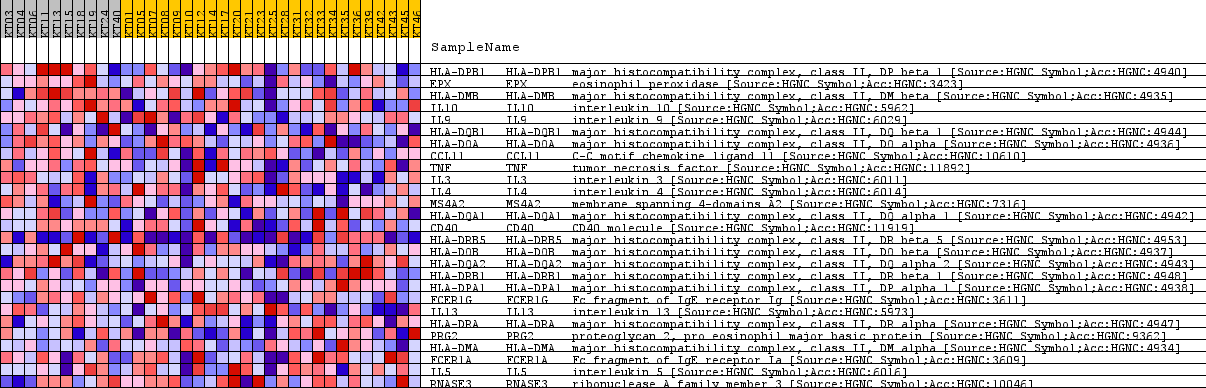 KT03 KT04 KT06 KT11 KT13 KT15 KT18 KT19 KT24 KT40 KT01 KT05 KT07 KT08 KT09 KT10 KT12 KT14 KT17 KT20 KT21 KT23 KT25 KT28 KT31 KT32 KT33 KT34 KT35 KT36 KT39 KT42 KT43 KT45 KT46
SampleName
HLA-DPB1 HLA-DPB1 major histocompatibility complex, class II, DP beta 1 [Source:HGNC Symbol;Acc:HGNC:4940]
EPX EPX eosinophil peroxidase [Source:HGNC Symbol;Acc:HGNC:3423]
HLA-DMB HLA-DMB major histocompatibility complex, class II, DM beta [Source:HGNC Symbol;Acc:HGNC:4935]
IL10 IL10 interleukin 10 [Source:HGNC Symbol;Acc:HGNC:5962]
IL9 IL9 interleukin 9 [Source:HGNC Symbol;Acc:HGNC:6029]
HLA-DQB1 HLA-DQB1 major histocompatibility complex, class II, DQ beta 1 [Source:HGNC Symbol;Acc:HGNC:4944]
HLA-DOA HLA-DOA major histocompatibility complex, class II, DO alpha [Source:HGNC Symbol;Acc:HGNC:4936]
CCL11 CCL11 C-C motif chemokine ligand 11 [Source:HGNC Symbol;Acc:HGNC:10610]
TNF TNF tumor necrosis factor [Source:HGNC Symbol;Acc:HGNC:11892]
IL3 IL3 interleukin 3 [Source:HGNC Symbol;Acc:HGNC:6011]
IL4 IL4 interleukin 4 [Source:HGNC Symbol;Acc:HGNC:6014]
MS4A2 MS4A2 membrane spanning 4-domains A2 [Source:HGNC Symbol;Acc:HGNC:7316]
HLA-DQA1 HLA-DQA1 major histocompatibility complex, class II, DQ alpha 1 [Source:HGNC Symbol;Acc:HGNC:4942]
CD40 CD40 CD40 molecule [Source:HGNC Symbol;Acc:HGNC:11919]
HLA-DRB5 HLA-DRB5 major histocompatibility complex, class II, DR beta 5 [Source:HGNC Symbol;Acc:HGNC:4953]
HLA-DOB HLA-DOB major histocompatibility complex, class II, DO beta [Source:HGNC Symbol;Acc:HGNC:4937]
HLA-DQA2 HLA-DQA2 major histocompatibility complex, class II, DQ alpha 2 [Source:HGNC Symbol;Acc:HGNC:4943]
HLA-DRB1 HLA-DRB1 major histocompatibility complex, class II, DR beta 1 [Source:HGNC Symbol;Acc:HGNC:4948]
HLA-DPA1 HLA-DPA1 major histocompatibility complex, class II, DP alpha 1 [Source:HGNC Symbol;Acc:HGNC:4938]
FCER1G FCER1G Fc fragment of IgE receptor Ig [Source:HGNC Symbol;Acc:HGNC:3611]
IL13 IL13 interleukin 13 [Source:HGNC Symbol;Acc:HGNC:5973]
HLA-DRA HLA-DRA major histocompatibility complex, class II, DR alpha [Source:HGNC Symbol;Acc:HGNC:4947]
PRG2 PRG2 proteoglycan 2, pro eosinophil major basic protein [Source:HGNC Symbol;Acc:HGNC:9362]
HLA-DMA HLA-DMA major histocompatibility complex, class II, DM alpha [Source:HGNC Symbol;Acc:HGNC:4934]
FCER1A FCER1A Fc fragment of IgE receptor Ia [Source:HGNC Symbol;Acc:HGNC:3609]
IL5 IL5 interleukin 5 [Source:HGNC Symbol;Acc:HGNC:6016]
RNASE3 RNASE3 ribonuclease A family member 3 [Source:HGNC Symbol;Acc:HGNC:10046]